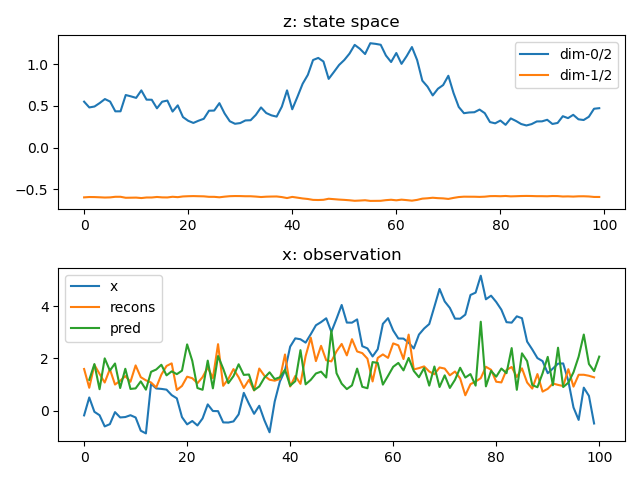 z: state space
1.0
0.5
0.0
−0.5
dim-0/2
dim-1/2
0 20 40 60 80 100
x: observation
4
2
0
x
recons
pred
0 20 40 60 80 100